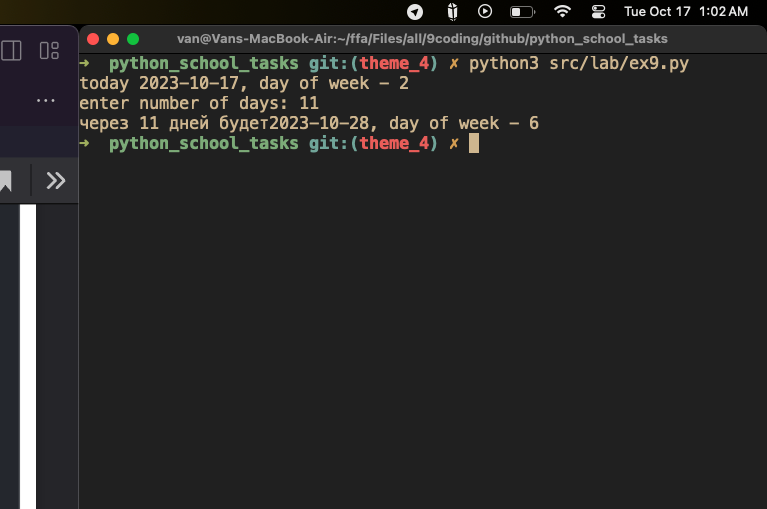 Tue Oct 17 1:02 AM
van@Vans-MacBook-Air:~/ffa/Files/all/9coding/github/python_school_tasks
➜ python_school_tasks git:(theme_4) ✗ python3 src/lab/ex9.py
today 2023-10-17, day of week - 2
enter number of days: 11
через 11 дней будет2023-10-28, day of week - 6
➜ python_school_tasks git:(theme_4) ✗